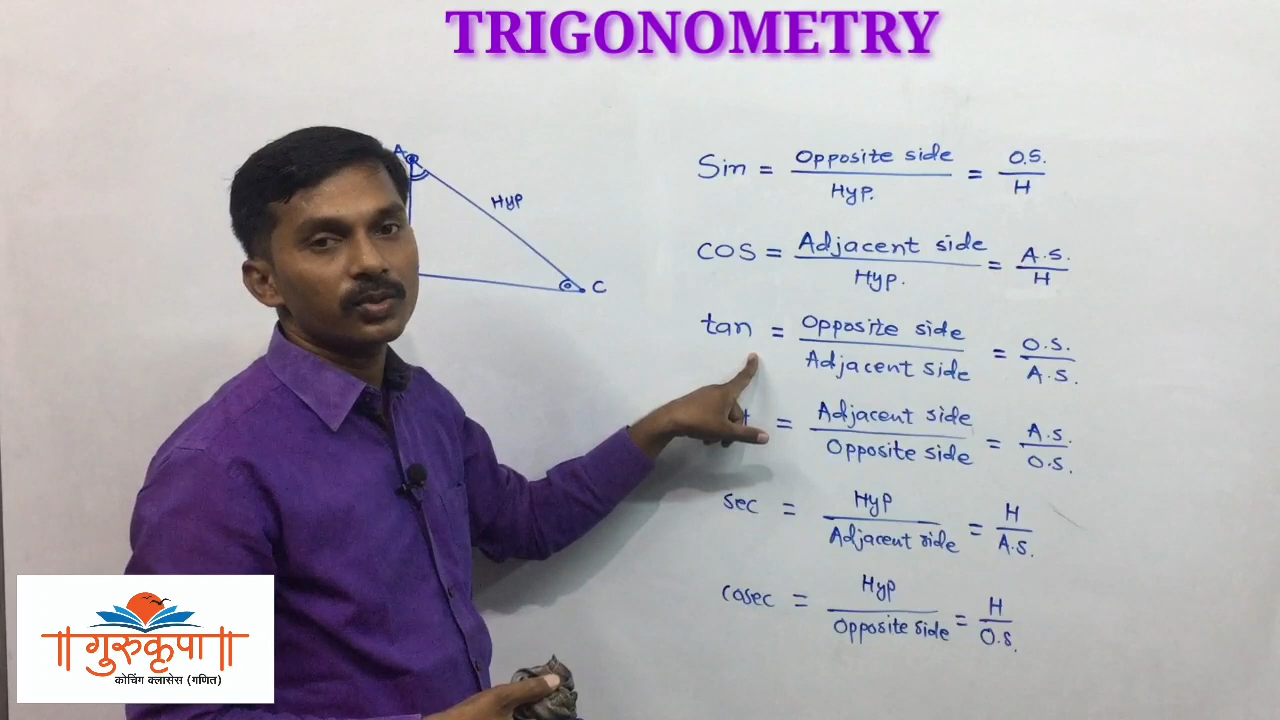 TRIGONOMETRY
A
Hyp
C
Sin = Opposite side / Hyp. = O.S. / H
COS = Adjacent side / Hyp. = A.S. / H
tan = Opposite side / Adjacent side = O.S. / A.S.
= Adjacent side / Opposite side = A.S. / O.S.
sec = Hyp / Adjacent side = H / A.S.
cosec = Hyp / Opposite side = H / O.S.
॥ गुरुकृपा ॥
कोचिंग क्लासेस (गणित)